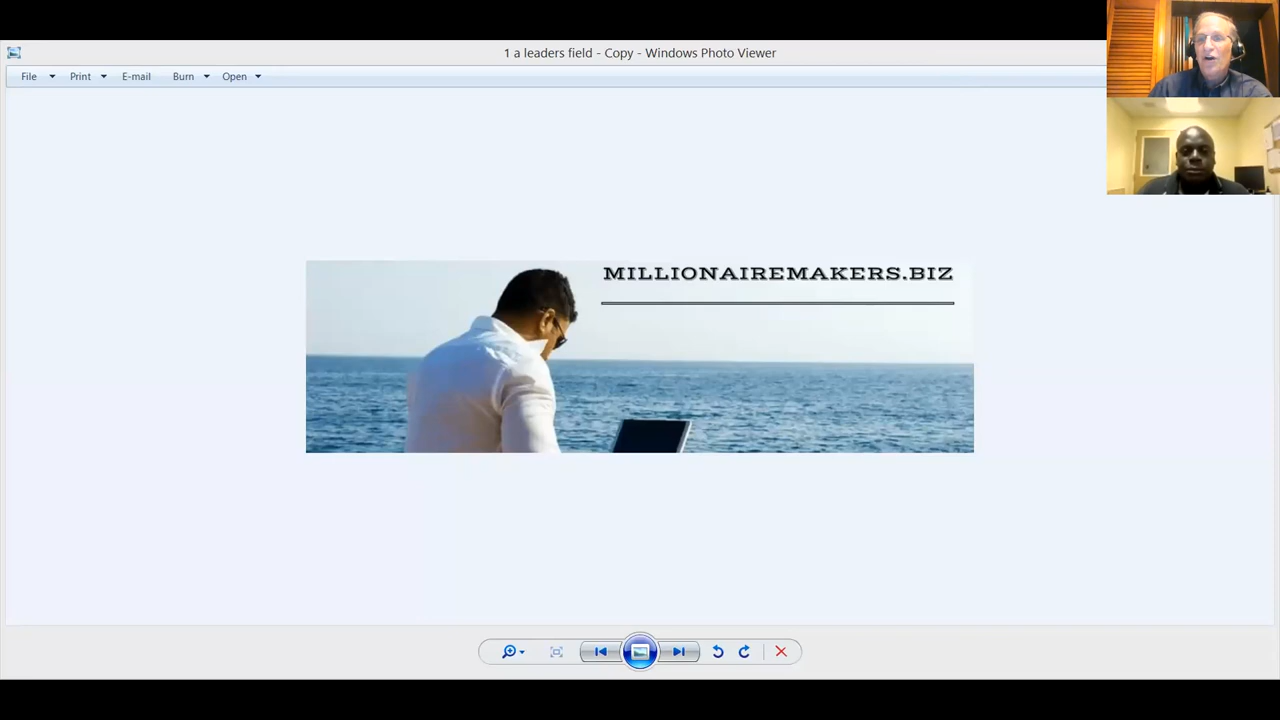 1 a leaders field - Copy - Windows Photo Viewer
File Print E-mail Burn Open
MILLIONAIREMAKERS.BIZ